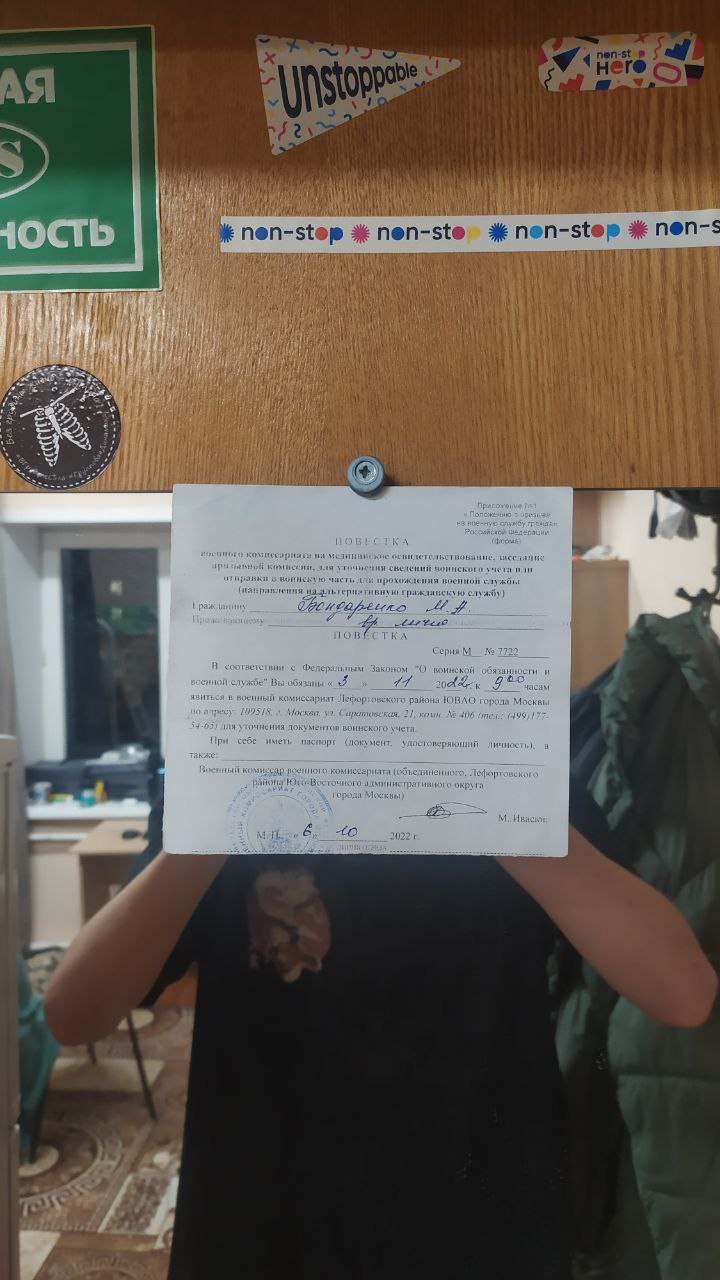 АЯ
S
НОСТЬ
Unstoppable
non-stop
Hero
non-stop non-stop non-stop non-s
Приложение №1
к Положению о призыве
на военную службу граждан
Российской Федерации
(форма)
ПОВЕСТКА
военного комиссариата на медицинское освидетельствование, заседание
призывной комиссии, для уточнения сведений воинского учета или
отправки в воинскую часть для прохождения военной службы
(направления на альтернативную гражданскую службу)
Гражданину Бондаренко М.А.
Проживающему вр лично
ПОВЕСТКА
Серия М № 7722
В соответствии с Федеральным Законом "О воинской обязанности и
военной службе" Вы обязаны « 3 » 11 2022 г. к 9 00 часам
явиться в военный комиссариат Лефортовского района ЮВАО города Москвы
по адресу: 109518, г. Москва, ул. Саратовская, 21, комн. № 406 (тел.: (499)177-
54-65) для уточнения документов воинского учета.
При себе иметь паспорт (документ, удостоверяющий личность), а
также:
Военный комиссар военного комиссариата (объединенного, Лефортовского
района Юго-Восточного административного округа
города Москвы)
М. Ивасюк
М. П. « 6 » 10 2022 г.
ЛИНИЯ ОТРЕЗА